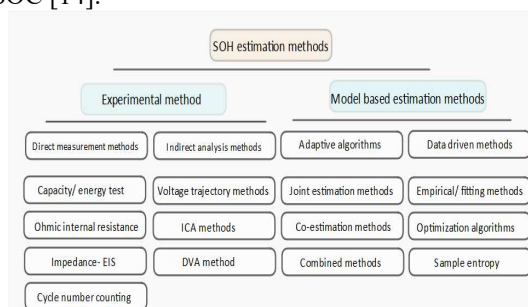 SOC [14].
SOH estimation methods
Experimental method
Model based estimation methods
Direct measurement methods
Indirect analysis methods
Adaptive algorithms
Data driven methods
Capacity/ energy test
Voltage trajectory methods
Joint estimation methods
Empirical/ fitting methods
Ohmic internal resistance
ICA methods
Co-estimation methods
Optimization algorithms
Impedance- EIS
DVA method
Combined methods
Sample entropy
Cycle number counting